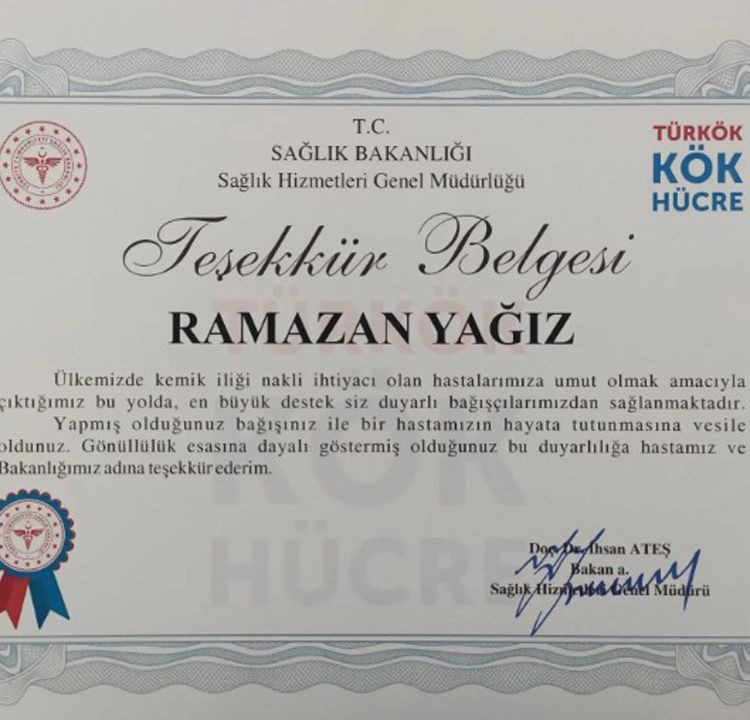 T.C.
SAĞLIK BAKANLIĞI
Sağlık Hizmetleri Genel Müdürlüğü
TÜRKÖK
KÖK
HÜCRE
Teşekkür Belgesi
RAMAZAN YAĞIZ
Ülkemizde kemik iliği nakli ihtiyacı olan hastalarımıza umut olmak amacıyla
çıktığımız bu yolda, en büyük destek siz duyarlı bağışçılarımızdan sağlanmaktadır.
Yapmış olduğunuz bağışınız ile bir hastamızın hayata tutunmasına vesile
oldunuz. Gönüllülük esasına dayalı göstermiş olduğunuz bu duyarlılığa hastamız ve
Bakanlığımız adına teşekkür ederim.
TÜRKÖK
KÖK
HÜCRE
Doç. Dr. İhsan ATEŞ
Bakan a.
Sağlık Hizmetleri Genel Müdürü